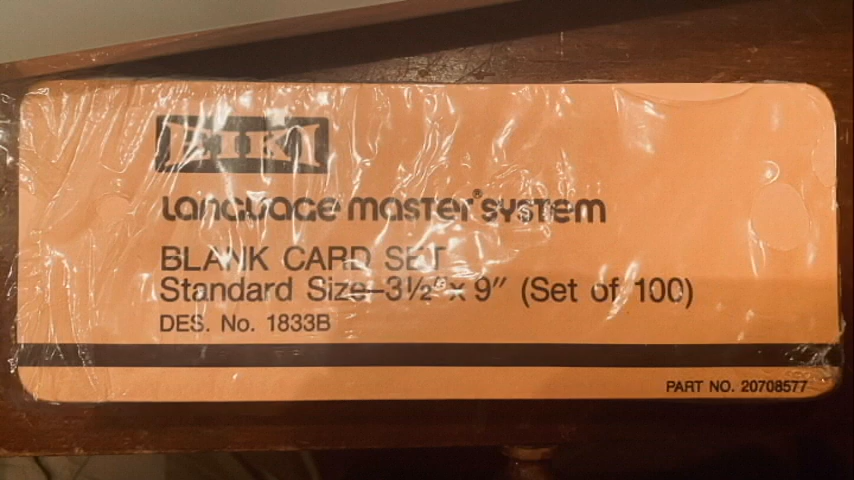 EIKI
Language master® system
BLANK CARD SET
Standard Size–3½" x 9" (Set of 100)
DES. No. 1833B
PART NO. 20708577